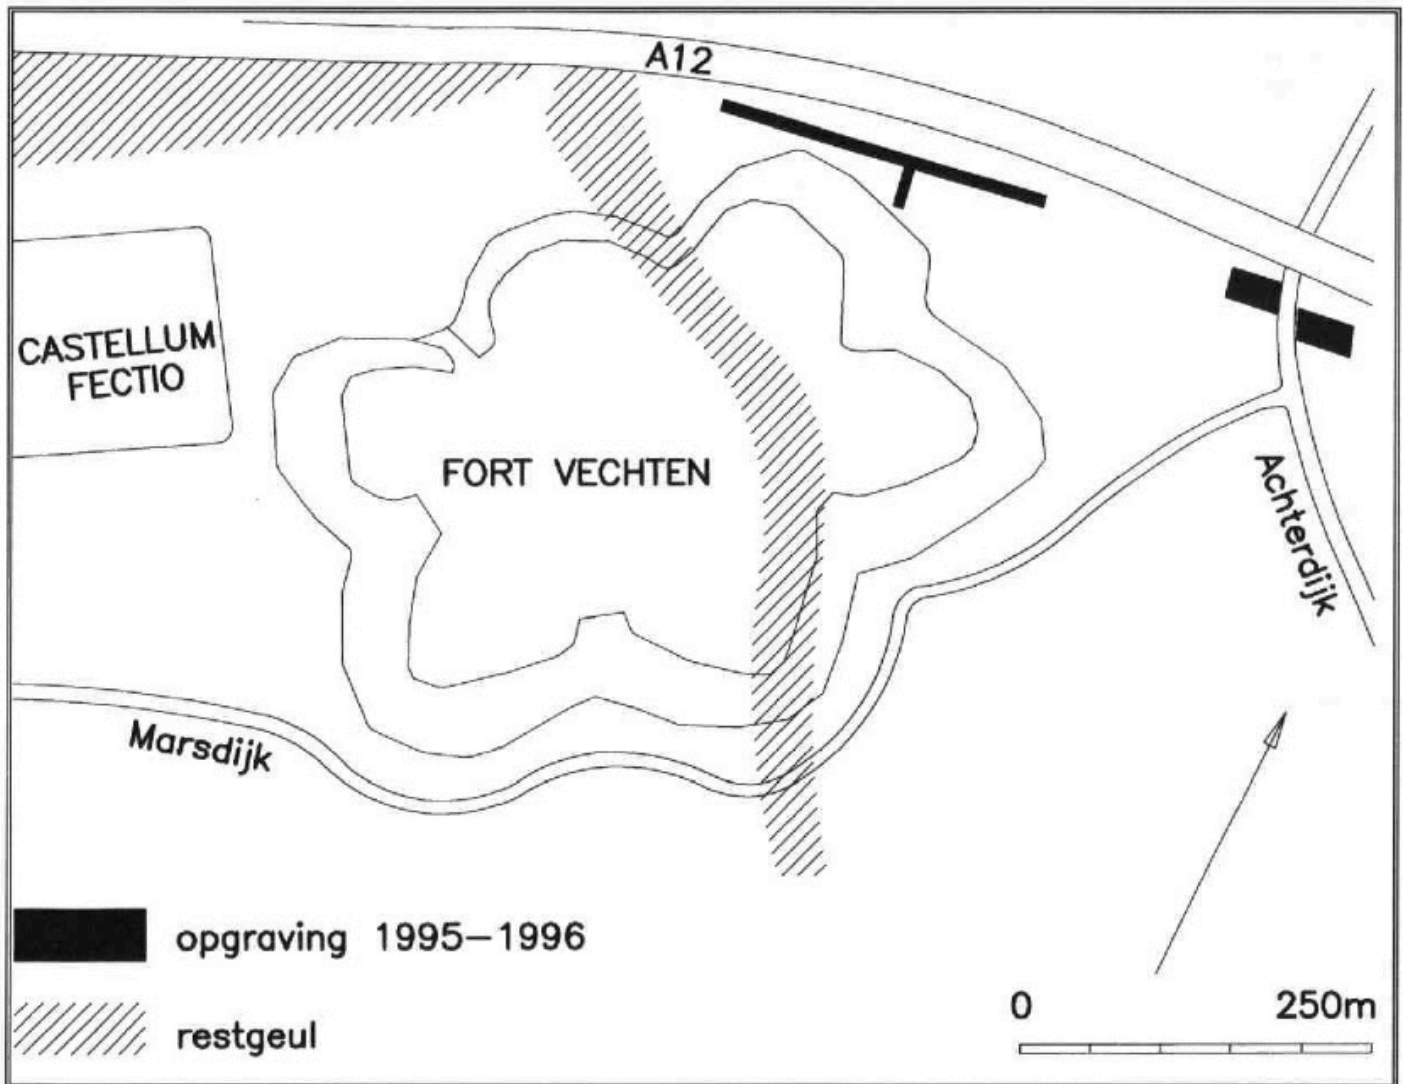 A12
CASTELLUM
FECTIO
FORT VECHTEN
Achterdijk
Marsdijk
opgraving 1995-1996
restgeul
0 250m